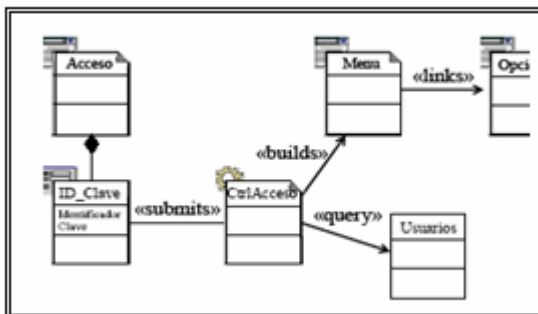 Acceso
Menu
«links»
Opci
«builds»
ID_Clave
Identificador
Clave
«submits»
CtrlAcceso
«query»
Usuarios